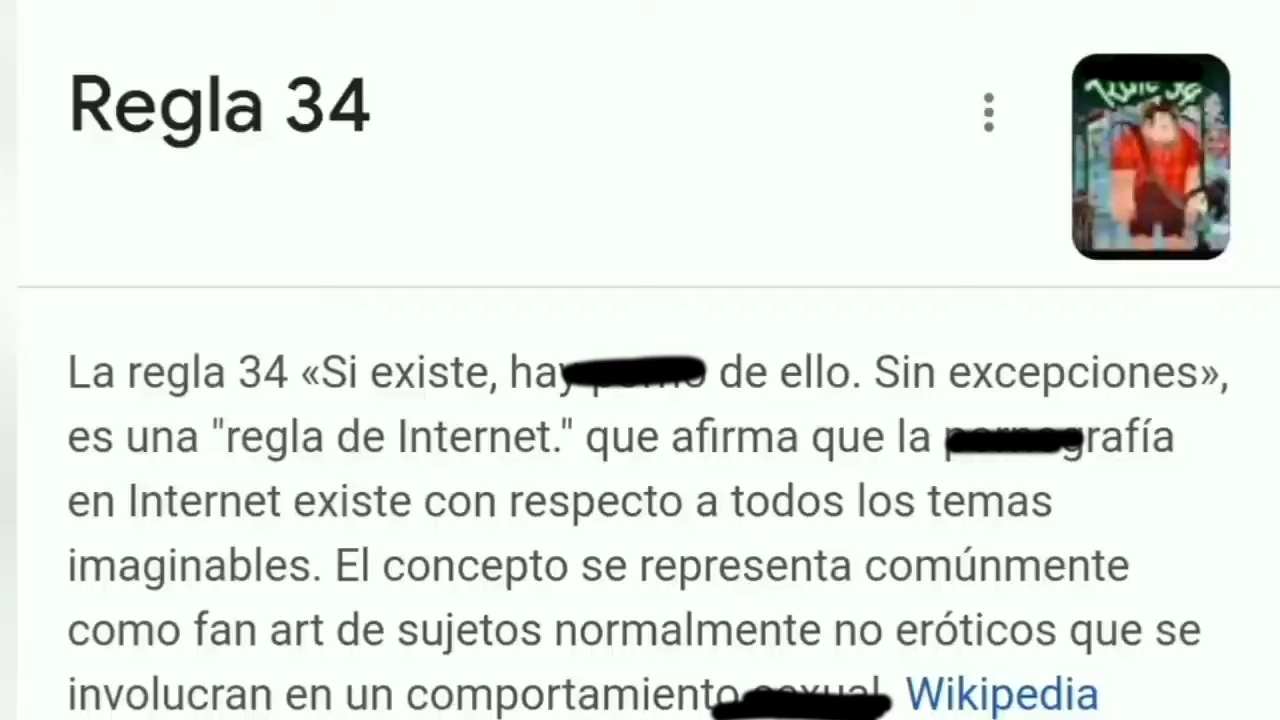 Regla 34
La regla 34 «Si existe, hay de ello. Sin excepciones»,
es una "regla de Internet." que afirma que la grafía
en Internet existe con respecto a todos los temas
imaginables. El concepto se representa comúnmente
como fan art de sujetos normalmente no eróticos que se
involucran en un comportamiento Wikipedia